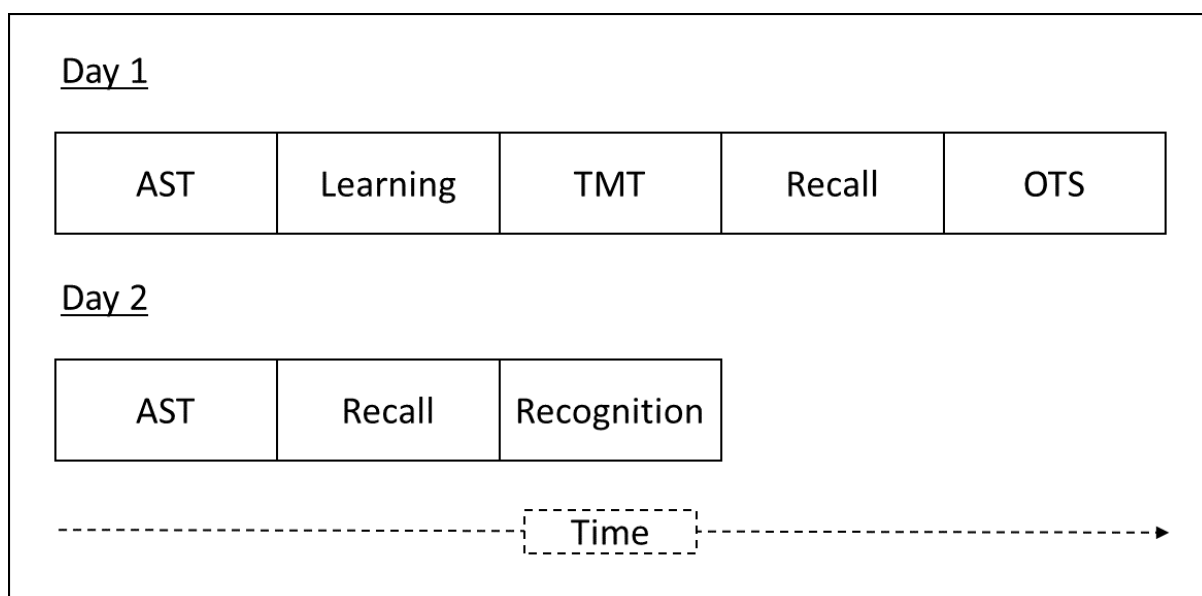 Day 1
AST Learning TMT Recall OTS
Day 2
AST Recall Recognition
Time